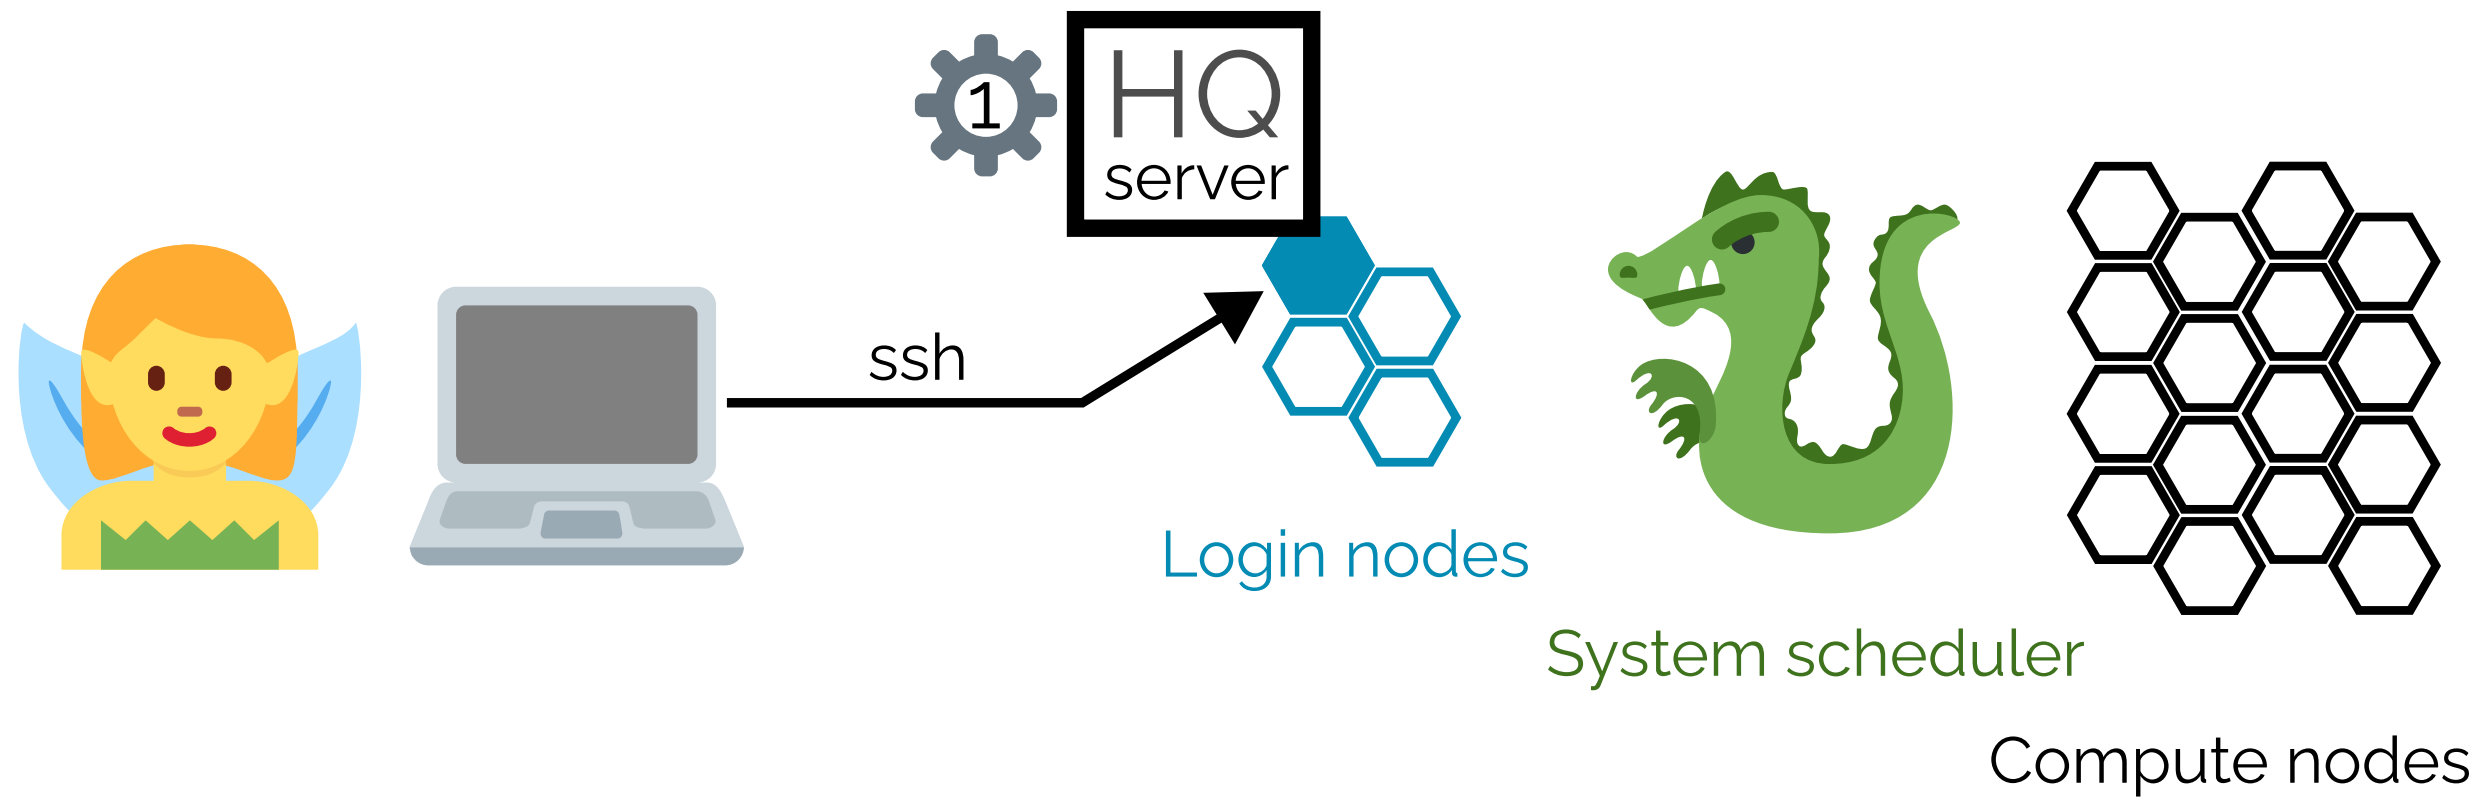 1
HQ
server
ssh
Login nodes
System scheduler
Compute nodes